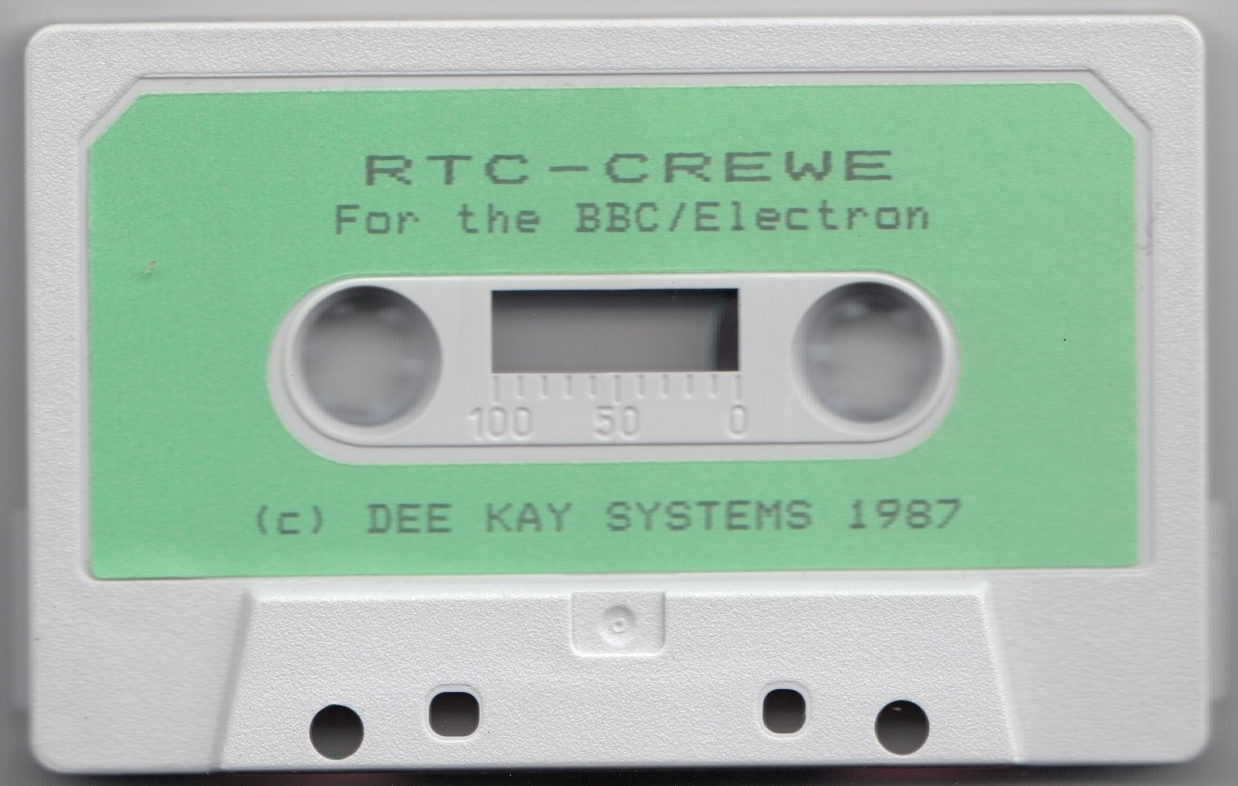 RTC-CREWE
For the BBC/Electron
100 50 0
(c) DEE KAY SYSTEMS 1987